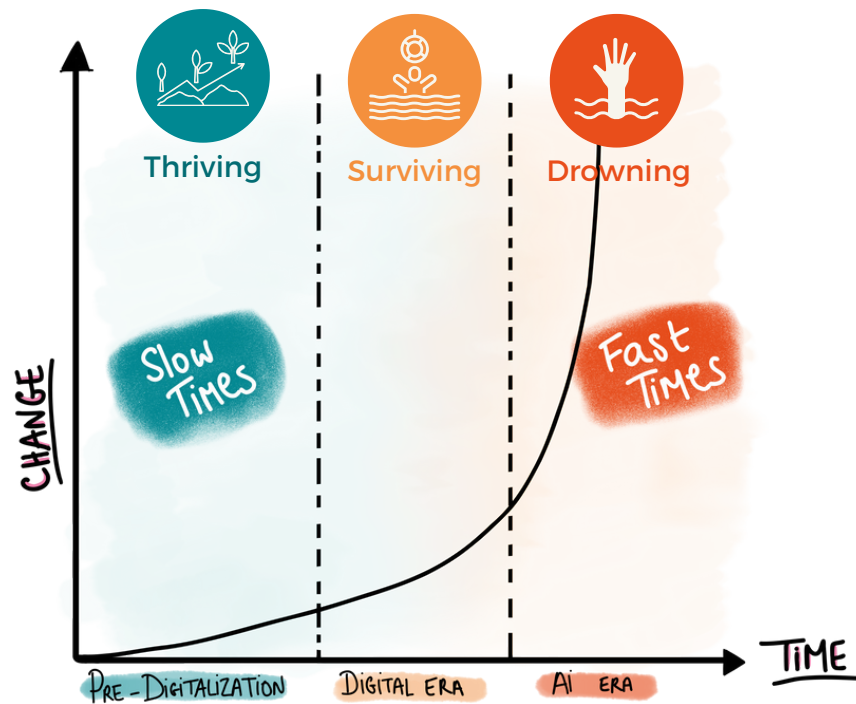 Thriving
Surviving
Drowning
Slow
Times
Fast
Times
CHANGE
TiME
PRE-DIGITALIZATION
DIGITAL ERA
Ai ERA